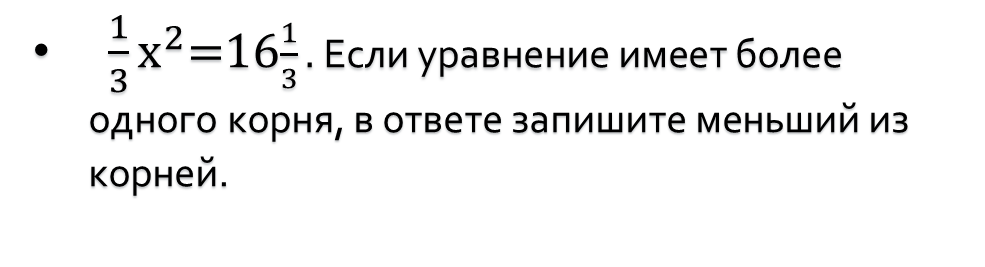 • 1/3 x²=16 1/3 . Если уравнение имеет более
одного корня, в ответе запишите меньший из
корней.